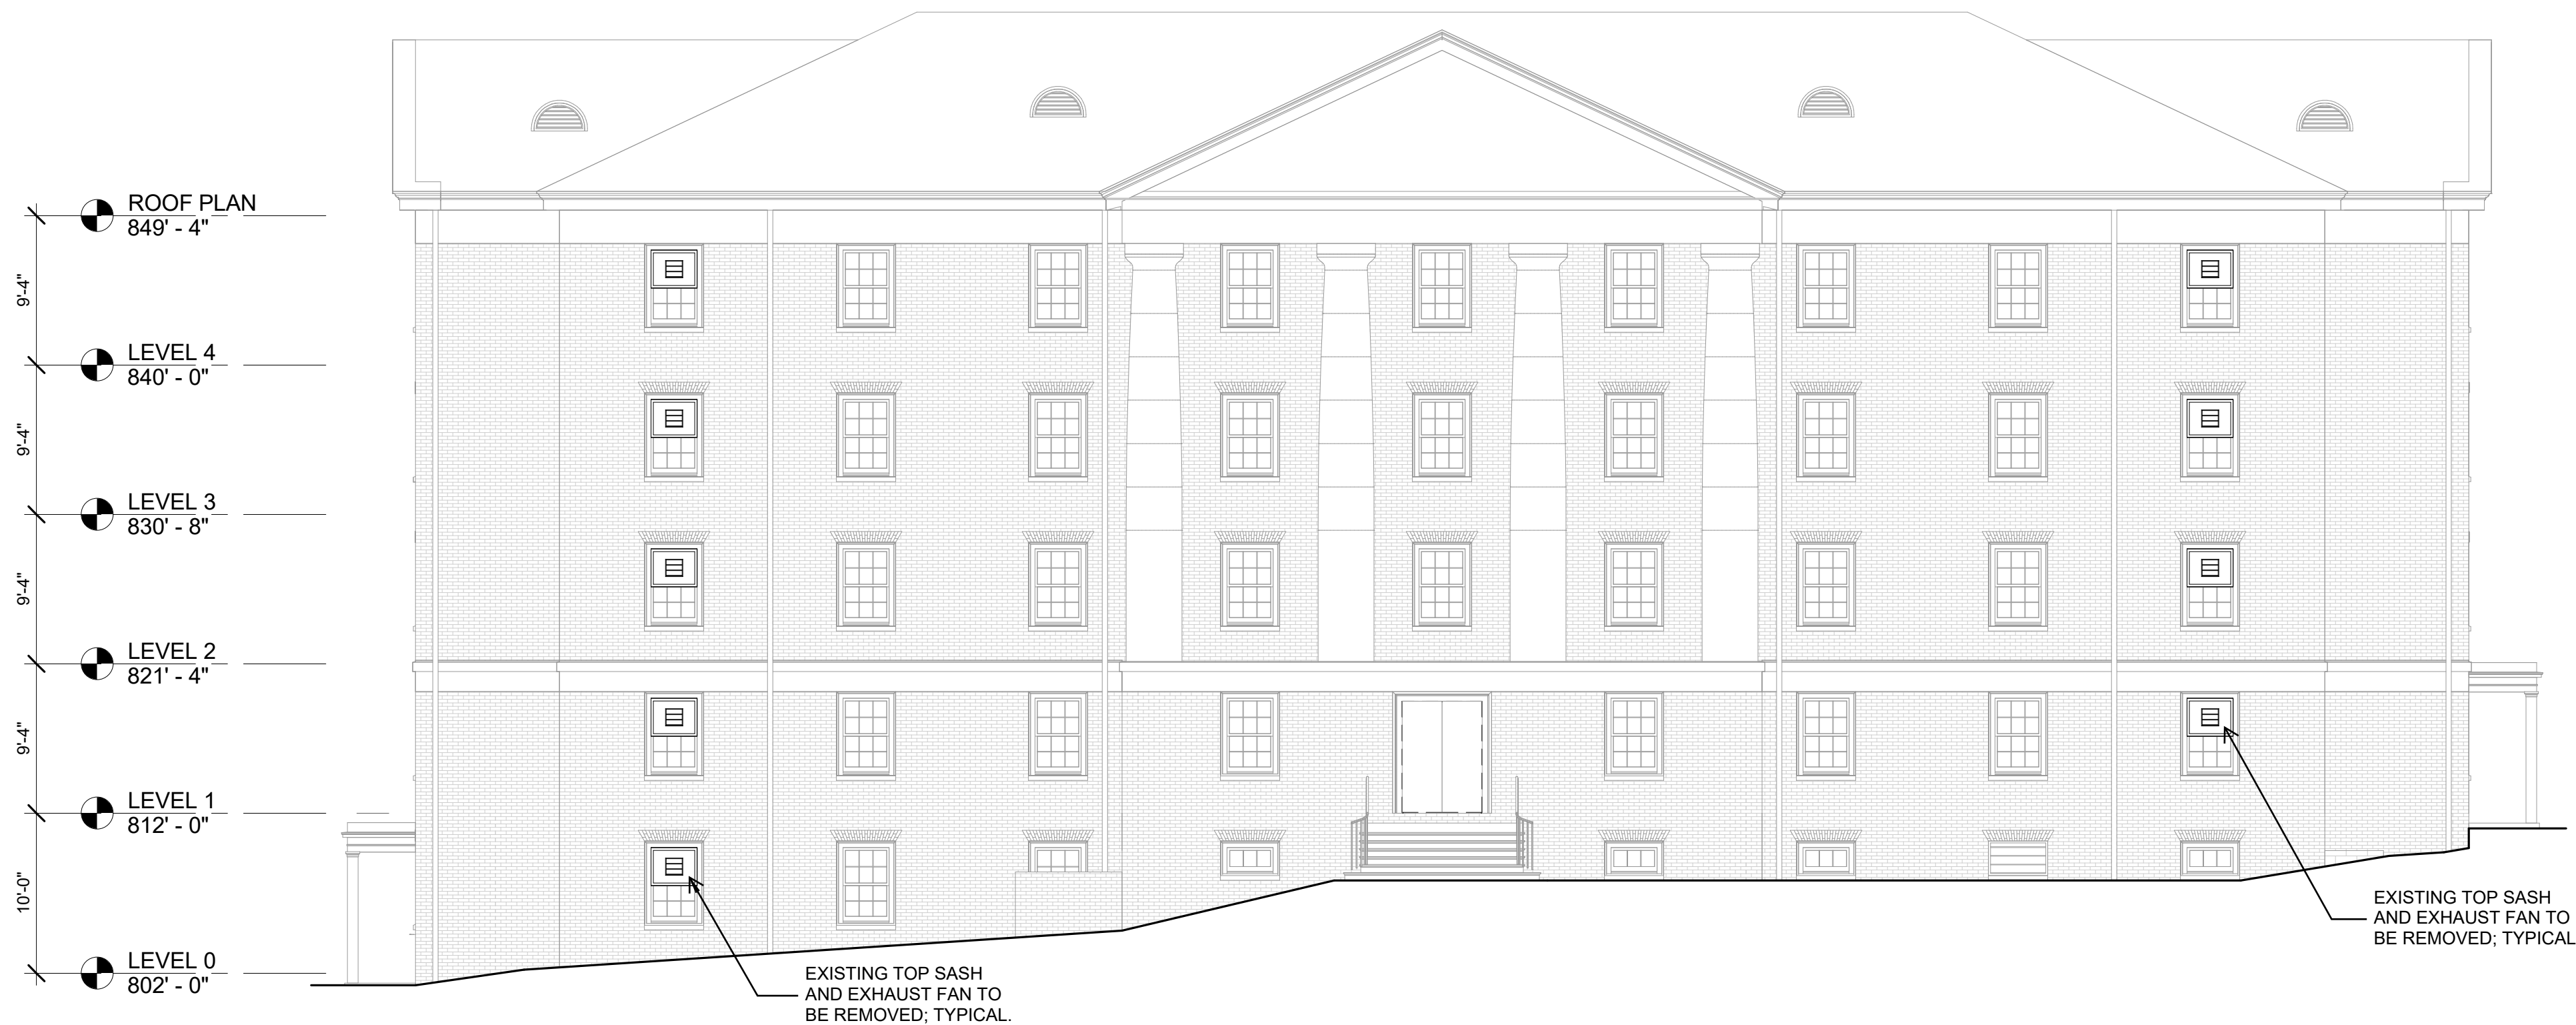 ROOF PLAN
849' - 4"
9'-4"
LEVEL 4
840' - 0"
9'-4"
LEVEL 3
830' - 8"
9'-4"
LEVEL 2
821' - 4"
9'-4"
LEVEL 1
812' - 0"
10'-0"
LEVEL 0
802' - 0"
EXISTING TOP SASH
AND EXHAUST FAN TO
BE REMOVED; TYPICAL.
EXISTING TOP SASH
AND EXHAUST FAN TO
BE REMOVED; TYPICAL